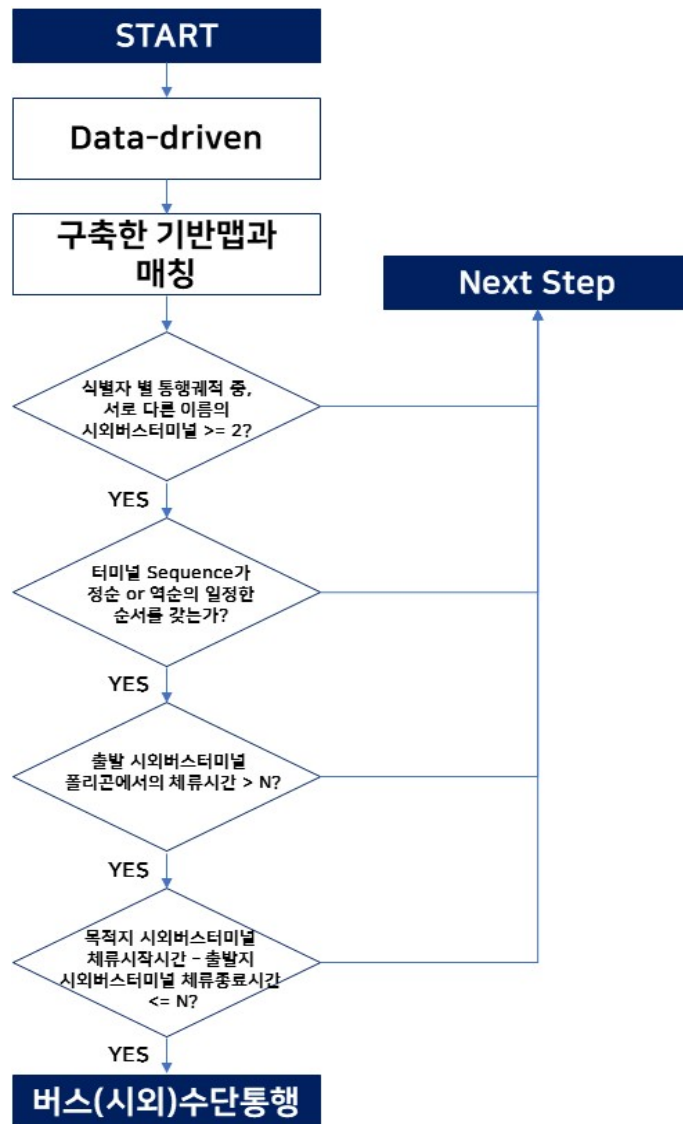 START
Data-driven
구축한 기반맵과
매칭
Next Step
식별자 별 통행궤적 중,
서로 다른 이름의
시외버스터미널 >= 2?
YES
터미널 Sequence가
정순 or 역순의 일정한
순서를 갖는가?
YES
출발 시외버스터미널
폴리곤에서의 체류시간 > N?
YES
목적지 시외버스터미널
체류시작시간 - 출발지
시외버스터미널 체류종료시간
<= N?
YES
버스(시외)수단통행